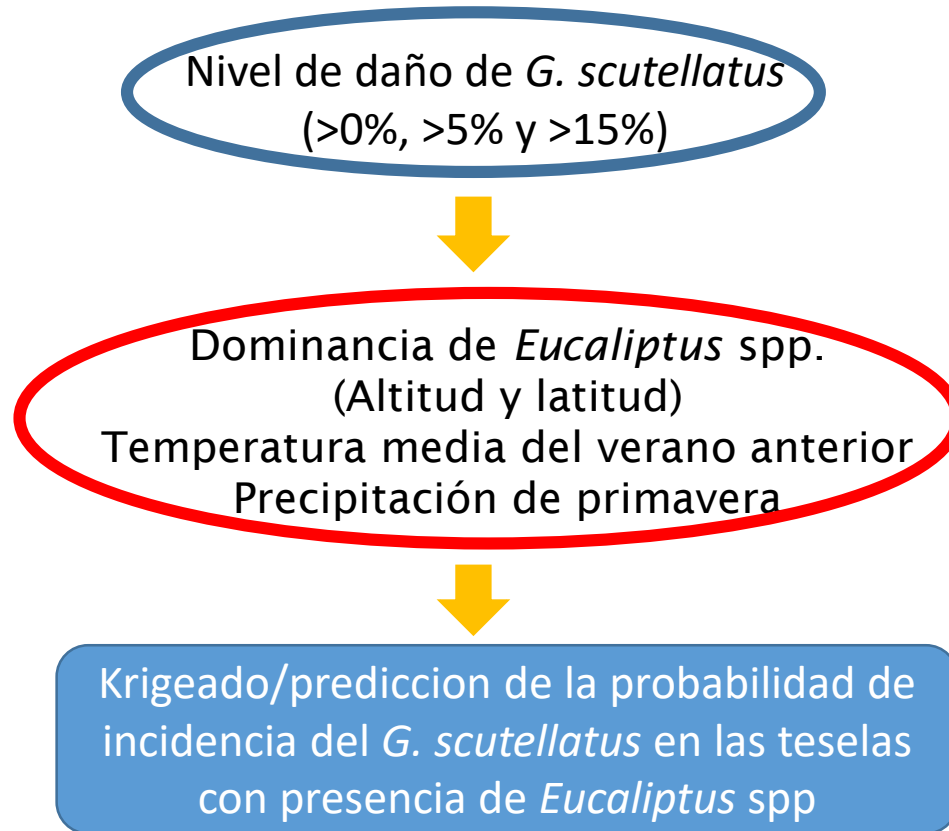 Nivel de daño de G. scutellatus
(>0%, >5% y >15%)
Dominancia de Eucaliptus spp.
(Altitud y latitud)
Temperatura media del verano anterior
Precipitación de primavera
Krigeado/prediccion de la probabilidad de
incidencia del G. scutellatus en las teselas
con presencia de Eucaliptus spp